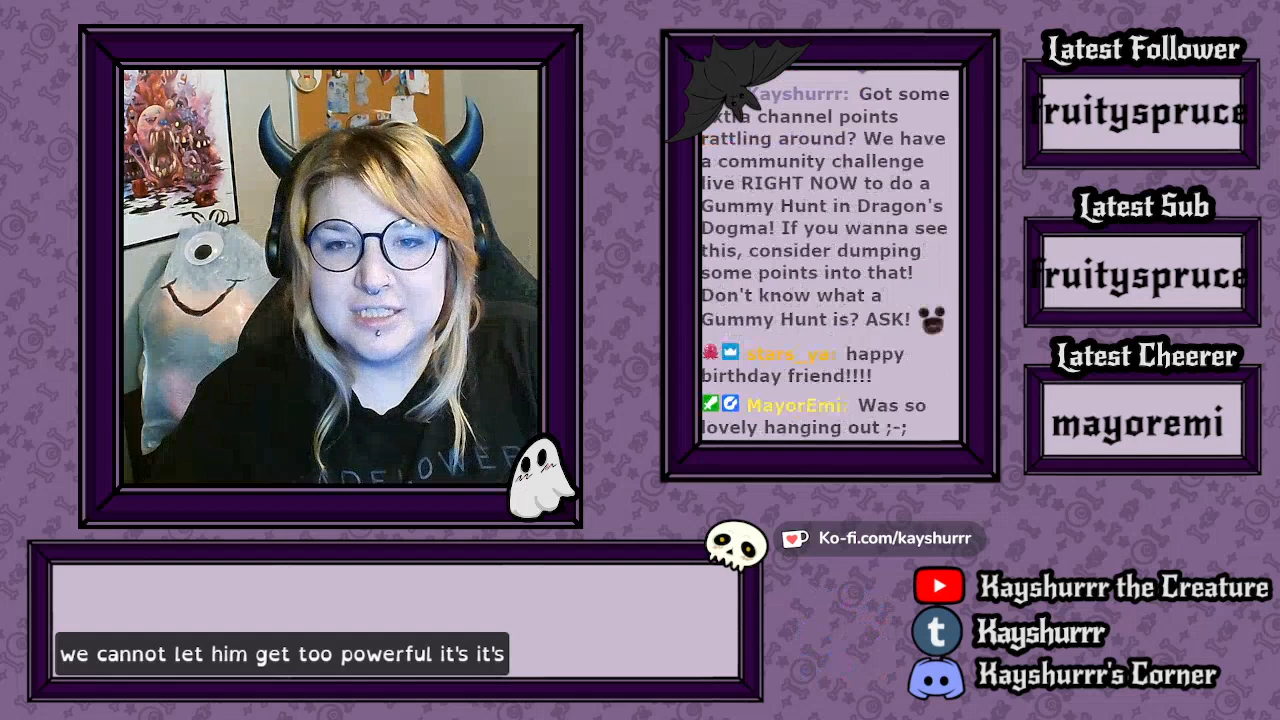 Kayshurrr: Got some
extra channel points
rattling around? We have
a community challenge
live RIGHT NOW to do a
Gummy Hunt in Dragon's
Dogma! If you wanna see
this, consider dumping
some points into that!
Don't know what a
Gummy Hunt is? ASK!
stars_ya: happy
birthday friend!!!!
MayorEmi: Was so
lovely hanging out ;-;
Latest Follower
fruityspruce
Latest Sub
fruityspruce
Latest Cheerer
mayoremi
Ko-fi.com/kayshurrr
Kayshurrr the Creature
Kayshurrr
Kayshurrr's Corner
we cannot let him get too powerful it's it's